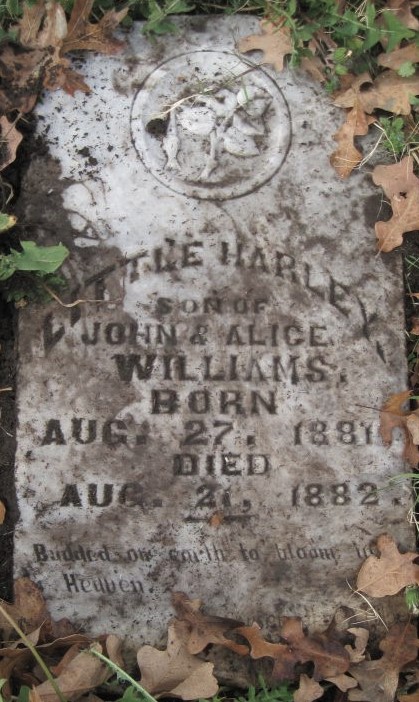 LITTLE HARLEY,
SON OF
JOHN & ALICE
WILLIAMS.
BORN
AUG. 27, 1881
DIED
AUG. 21, 1882.
Budded on earth to bloom in
Heaven.